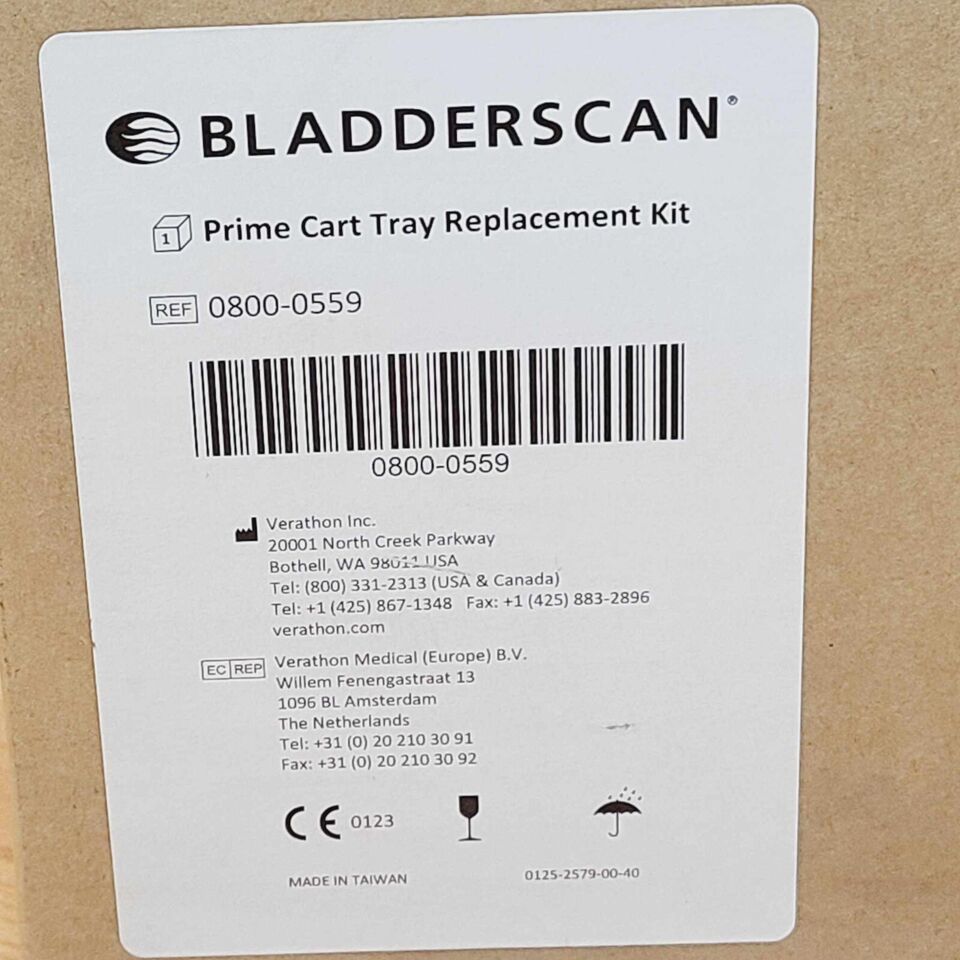 BLADDERSCAN®
1 Prime Cart Tray Replacement Kit
REF 0800-0559
0800-0559
Verathon Inc.
20001 North Creek Parkway
Bothell, WA 98011 USA
Tel: (800) 331-2313 (USA & Canada)
Tel: +1 (425) 867-1348 Fax: +1 (425) 883-2896
verathon.com
EC REP Verathon Medical (Europe) B.V.
Willem Fenengastraat 13
1096 BL Amsterdam
The Netherlands
Tel: +31 (0) 20 210 30 91
Fax: +31 (0) 20 210 30 92
CE 0123
MADE IN TAIWAN 0125-2579-00-40